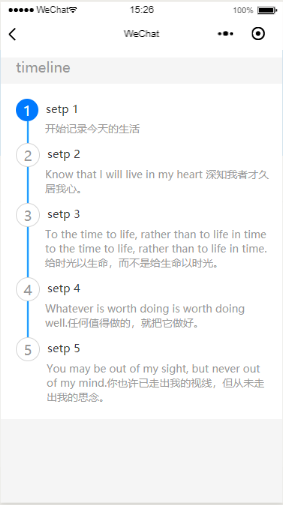 WeChat
15:26
100%
WeChat
timeline
1
setp 1
开始记录今天的生活
2
setp 2
Know that I will live in my heart 深知我者才久
居我心。
3
setp 3
To the time to life, rather than to life in time
to the time to life, rather than to life in time.
给时光以生命，而不是给生命以时光。
4
setp 4
Whatever is worth doing is worth doing
well.任何值得做的，就把它做好。
5
setp 5
You may be out of my sight, but never out
of my mind.你也许已走出我的视线，但从未走
出我的思念。